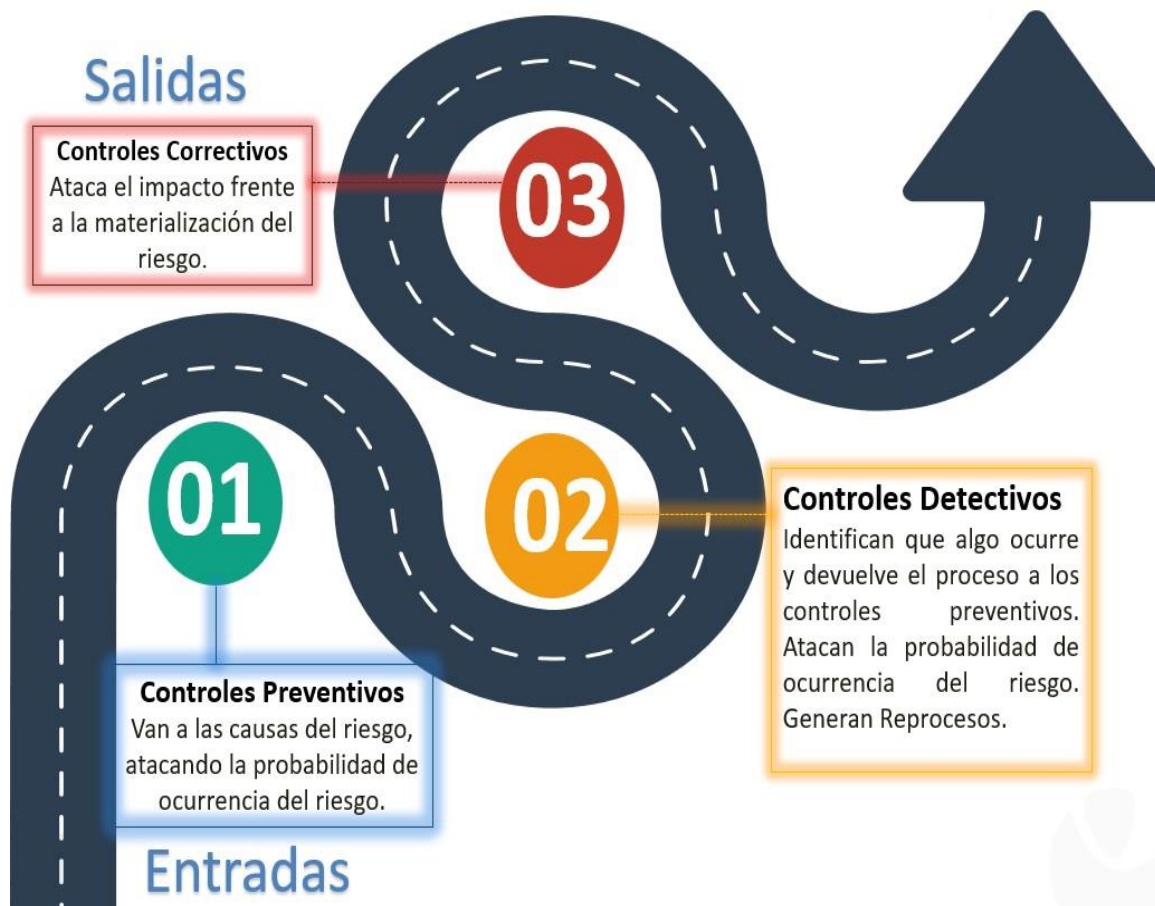 Salidas
Controles Correctivos
Ataca el impacto frente
a la materialización del
riesgo.
03
01
02
Controles Detectivos
Identifican que algo ocurre
y devuelve el proceso a los
controles preventivos.
Atacan la probabilidad de
ocurrencia del riesgo.
Generan Reprocesos.
Controles Preventivos
Van a las causas del riesgo,
atacando la probabilidad de
ocurrencia del riesgo.
Entradas